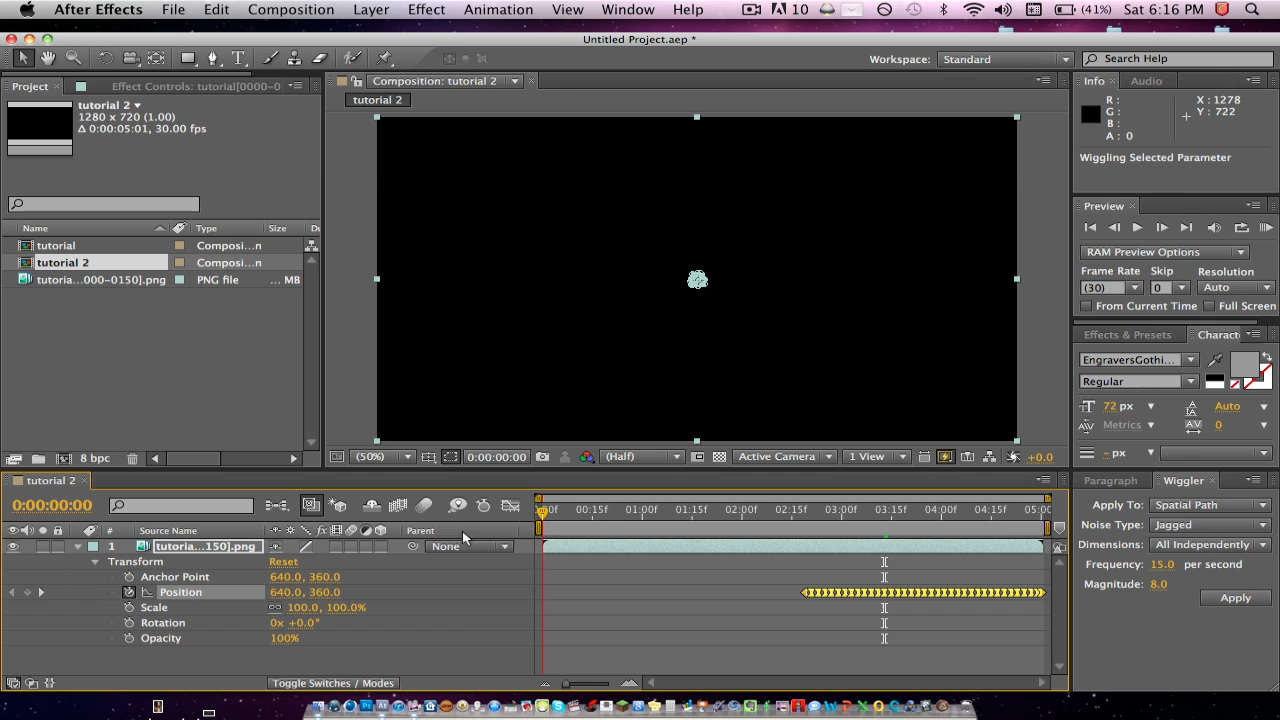 After Effects File Edit Composition Layer Effect Animation View Window Help 10 (41%) Sat 6:16 PM
Untitled Project.aep *
Workspace: Standard Search Help
Project Effect Controls: tutorial[0000-0 Composition: tutorial 2 Info Audio
tutorial 2
1280 x 720 (1.00)
Δ 0:00:05:01, 30.00 fps
tutorial 2
R :
G :
B :
A : 0
X : 1278
Y : 722
Wiggling Selected Parameter
Preview
RAM Preview Options
Frame Rate Skip Resolution
(30) 0 Auto
From Current Time Full Screen
Name Type Size Du
tutorial Composi...n
tutorial 2 Composi...n
tutoria...000-0150].png PNG file ... MB
Effects & Presets Charact
EngraversGothi...
Regular
72 px Auto
Metrics 0
- px
8 bpc
(50%) 0:00:00:00 (Half) Active Camera 1 View +0.0
tutorial 2
0:00:00:00
00:15f 01:00f 01:15f 02:00f 02:15f 03:00f 03:15f 04:00f 04:15f 05:00
# Source Name Parent
1 tutoria...150].png None
Transform Reset
Anchor Point 640.0, 360.0
Position 640.0, 360.0
Scale 100.0, 100.0%
Rotation 0x +0.0°
Opacity 100%
Toggle Switches / Modes
Paragraph Wiggler
Apply To: Spatial Path
Noise Type: Jagged
Dimensions: All Independently
Frequency: 15.0 per second
Magnitude: 8.0
Apply